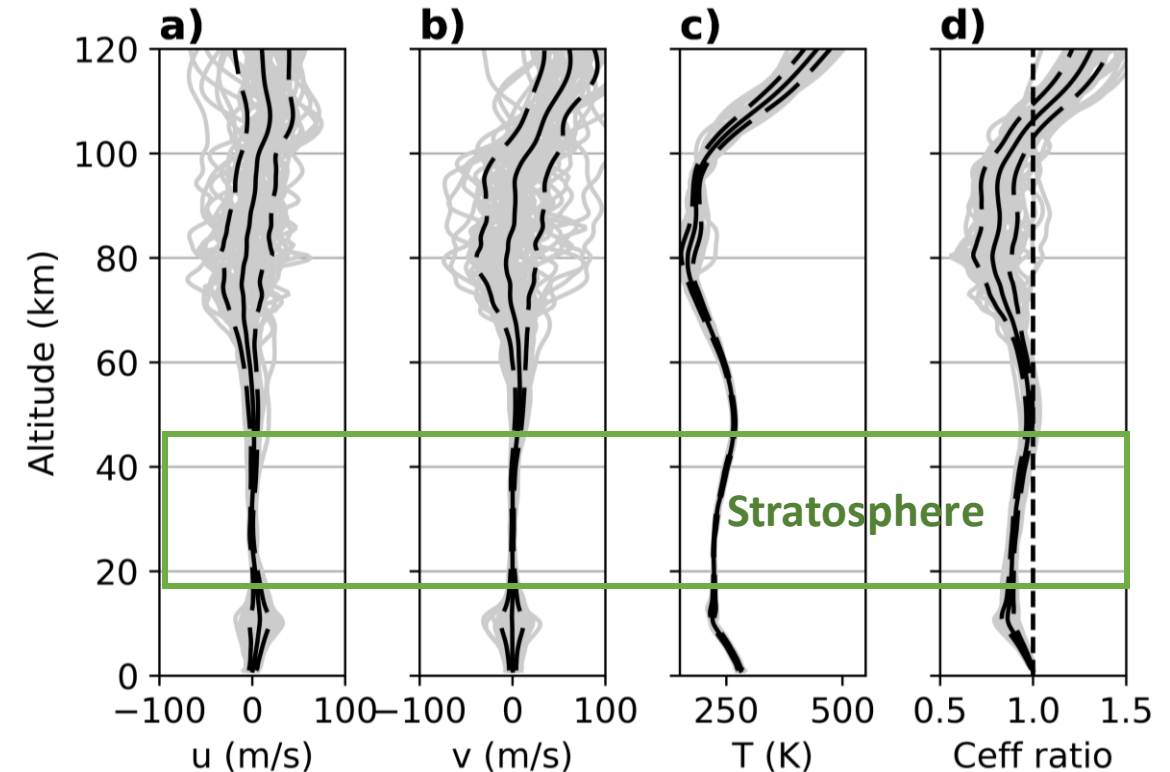 a) b) c) d)
120
100
80
60
40
20
0
Altitude (km)
Stratosphere
−100 0 100 −100 0 100 250 500 0.5 1.0 1.5
u (m/s) v (m/s) T (K) Ceff ratio